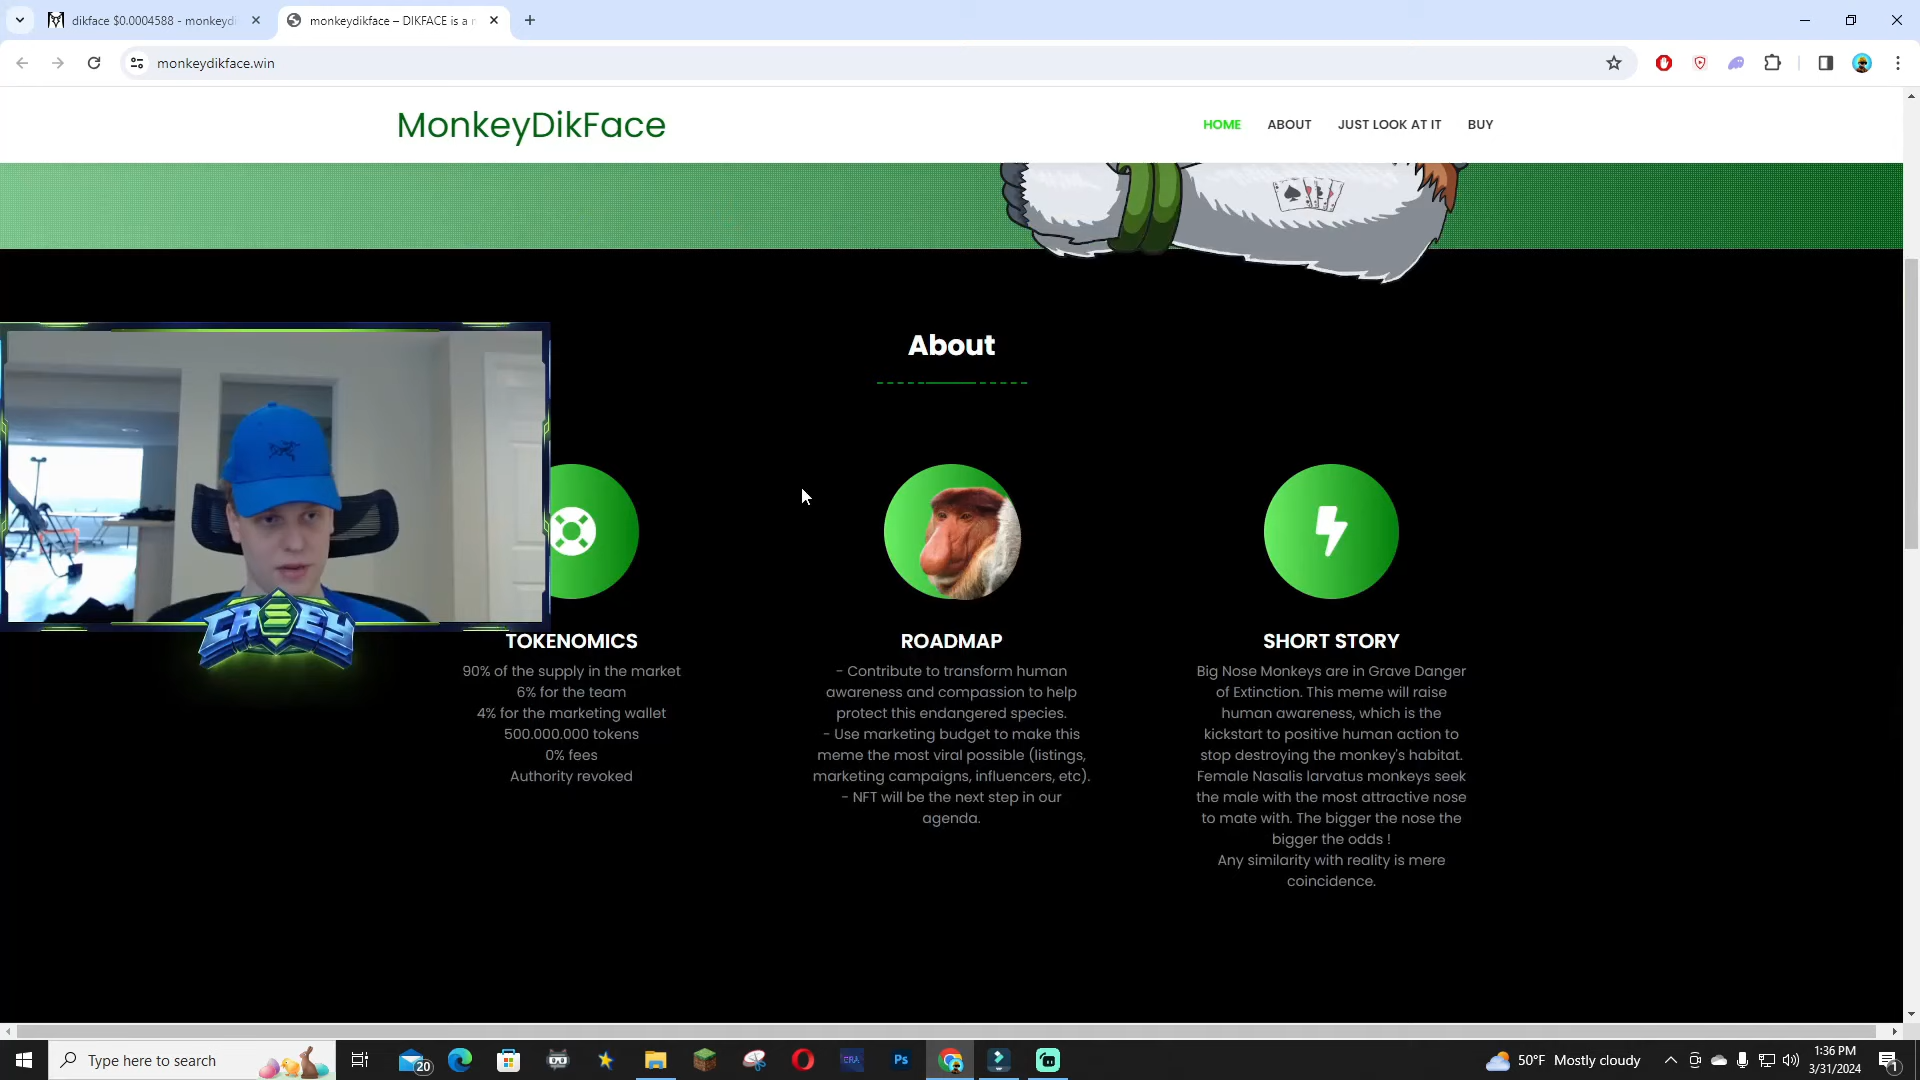 dikface $0.0004588 - monkeydi
monkeydikface – DIKFACE is a m
monkeydikface.win
MonkeyDikFace
HOME
ABOUT
JUST LOOK AT IT
BUY
About
CA3EY
TOKENOMICS
90% of the supply in the market
6% for the team
4% for the marketing wallet
500.000.000 tokens
0% fees
Authority revoked
ROADMAP
- Contribute to transform human
awareness and compassion to help
protect this endangered species.
- Use marketing budget to make this
meme the most viral possible (listings,
marketing campaigns, influencers, etc).
- NFT will be the next step in our
agenda.
SHORT STORY
Big Nose Monkeys are in Grave Danger
of Extinction. This meme will raise
human awareness, which is the
kickstart to positive human action to
stop destroying the monkey's habitat.
Female Nasalis larvatus monkeys seek
the male with the most attractive nose
to mate with. The bigger the nose the
bigger the odds !
Any similarity with reality is mere
coincidence.
Type here to search
20
Ps
50°F Mostly cloudy
1:36 PM
3/31/2024
1